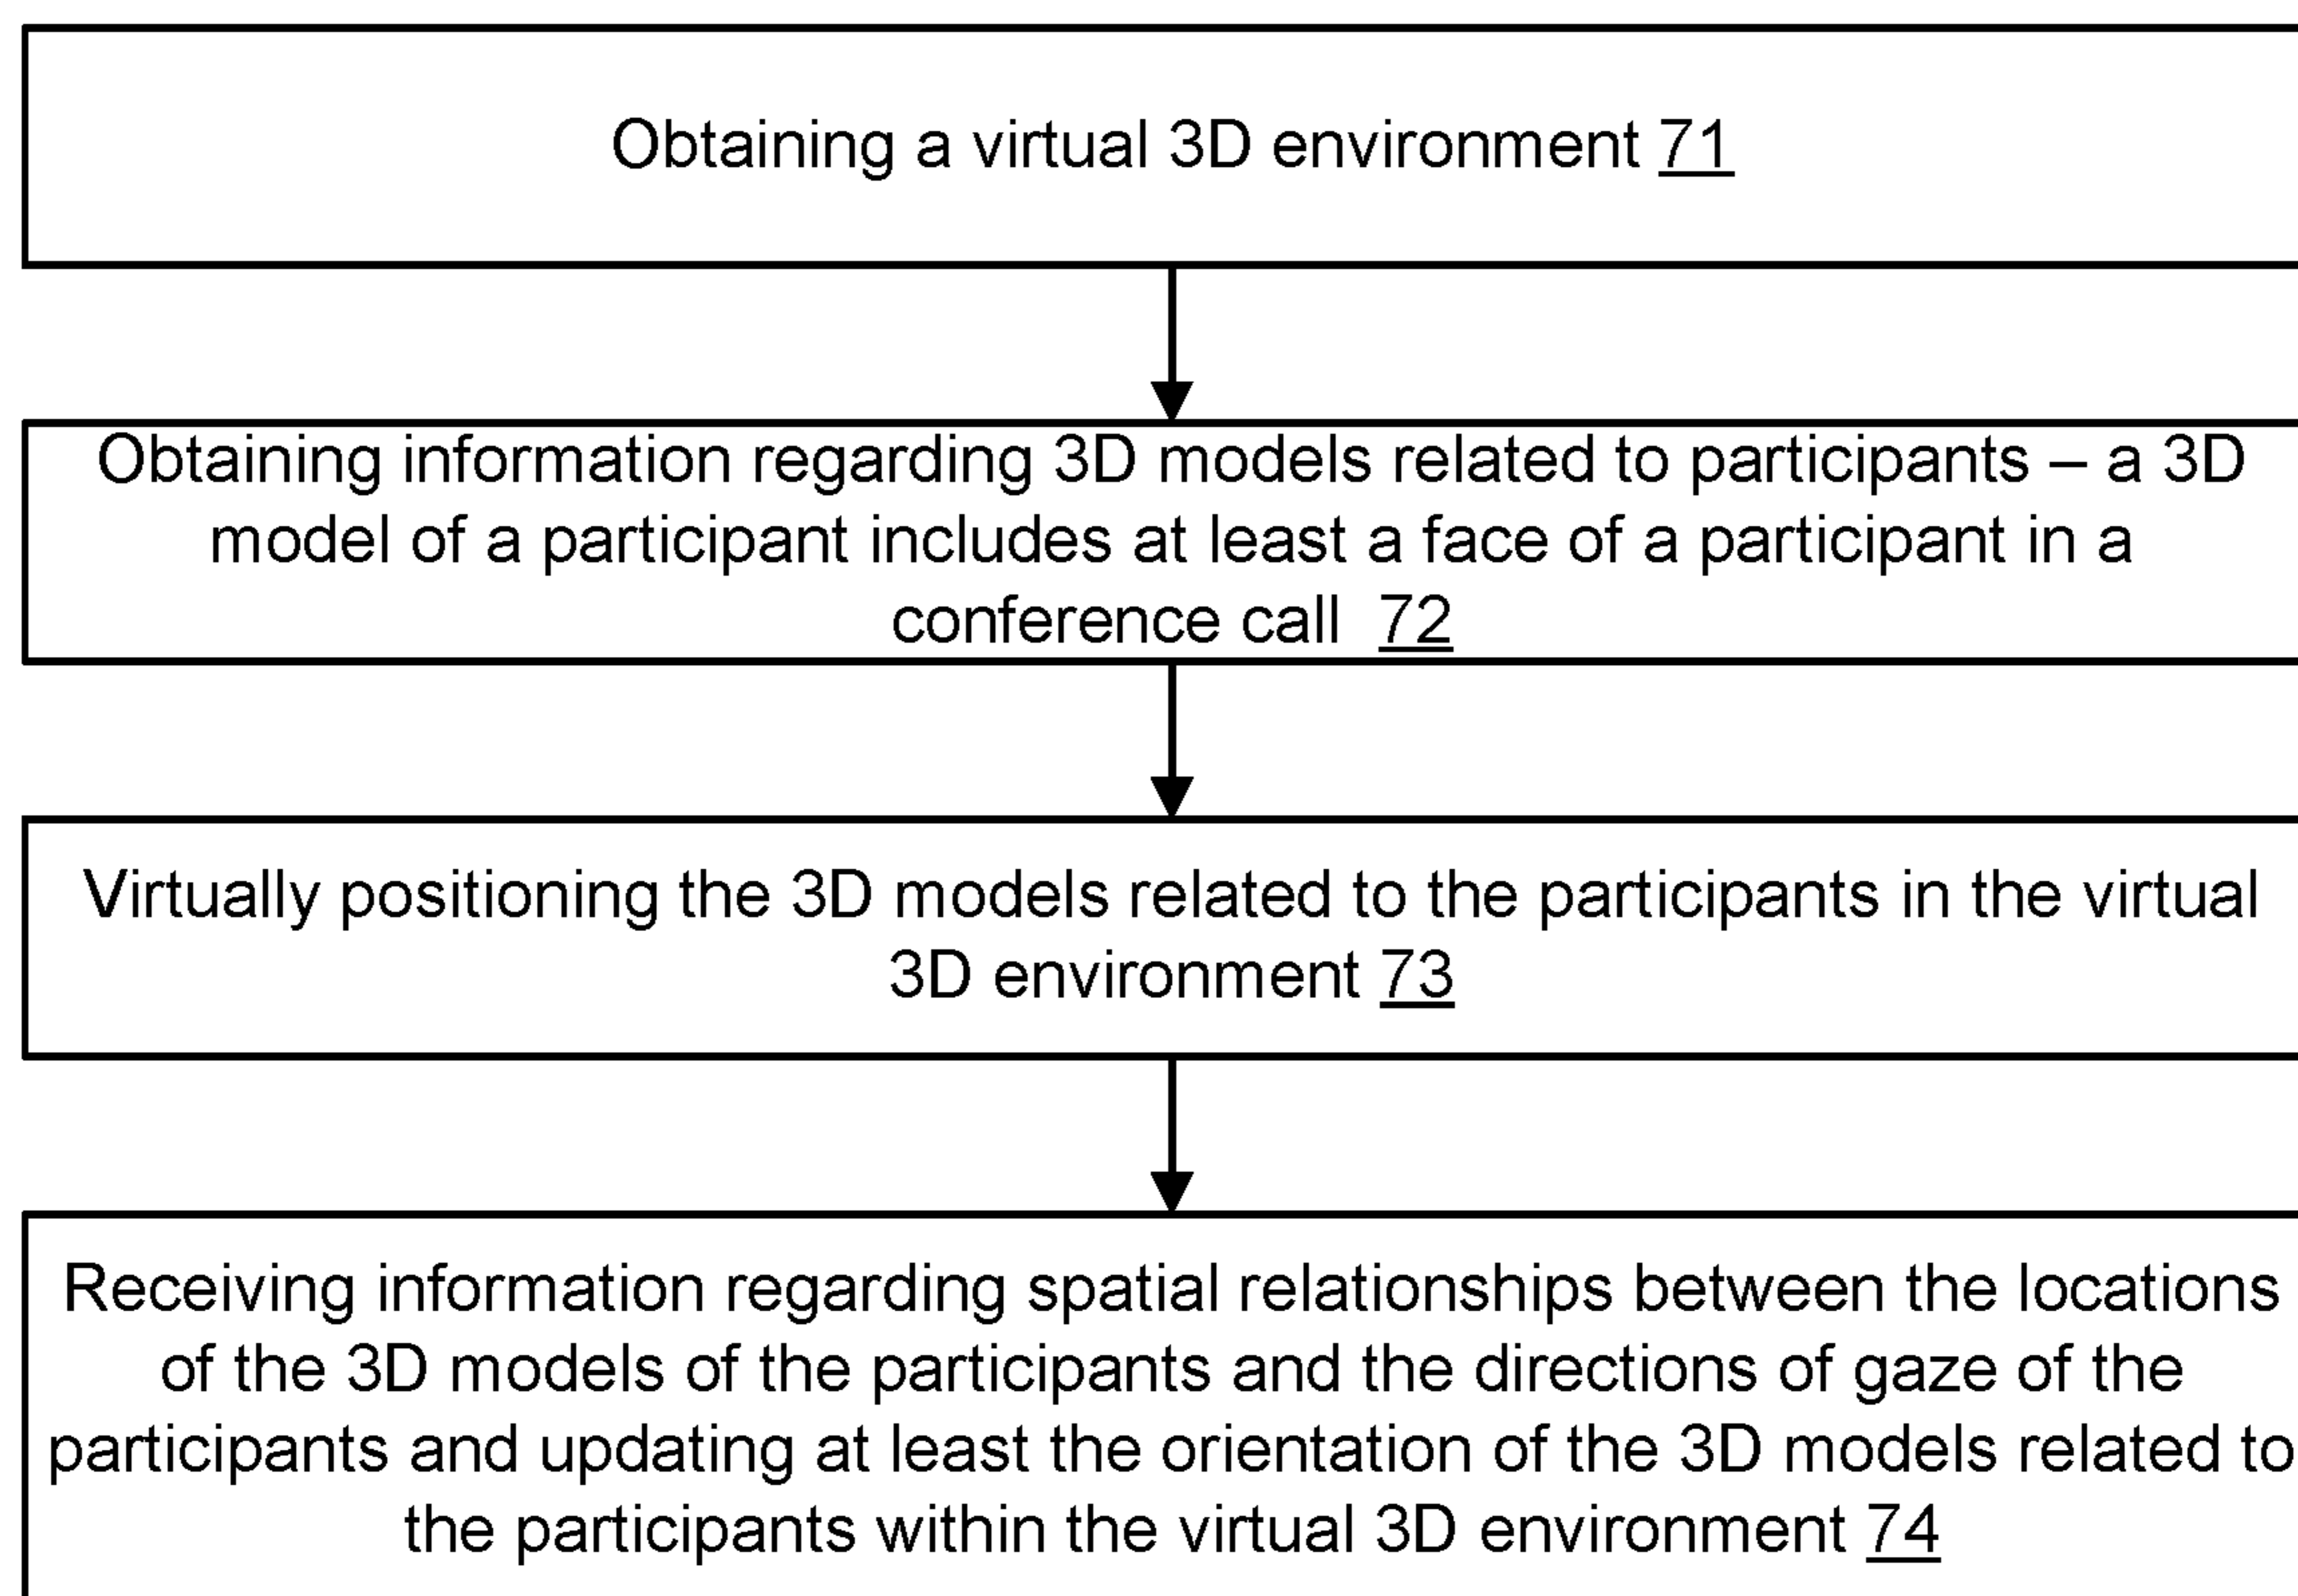 Obtaining a virtual 3D environment 71
Obtaining information regarding 3D models related to participants – a 3D
model of a participant includes at least a face of a participant in a
conference call 72
Virtually positioning the 3D models related to the participants in the virtual
3D environment 73
Receiving information regarding spatial relationships between the locations
of the 3D models of the participants and the directions of gaze of the
participants and updating at least the orientation of the 3D models related to
the participants within the virtual 3D environment 74